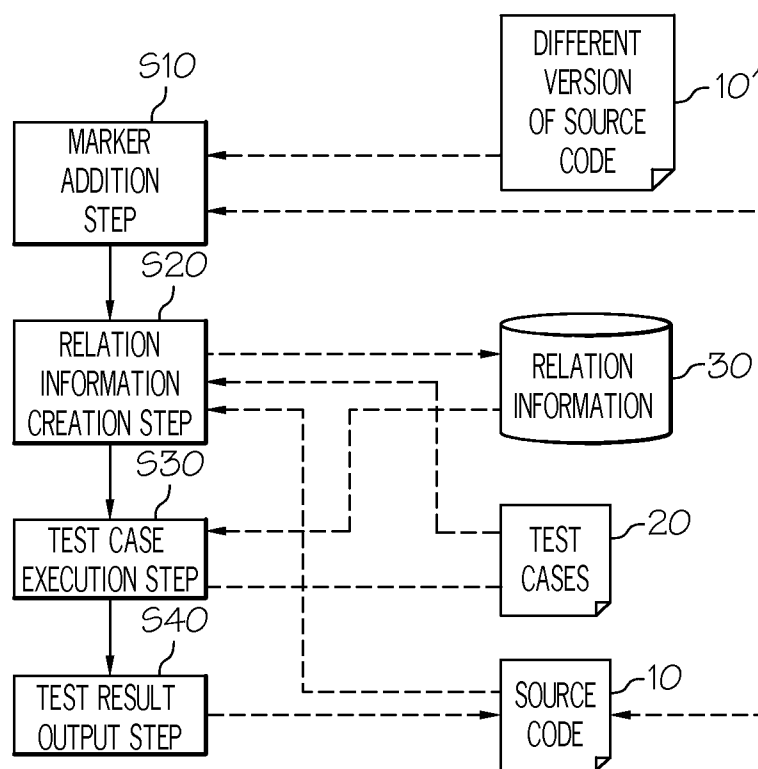 S10
MARKER
ADDITION
STEP
DIFFERENT
VERSION
OF SOURCE
CODE
10'
S20
RELATION
INFORMATION
CREATION STEP
RELATION
INFORMATION
30
S30
TEST CASE
EXECUTION STEP
TEST
CASES
20
S40
TEST RESULT
OUTPUT STEP
SOURCE
CODE
10